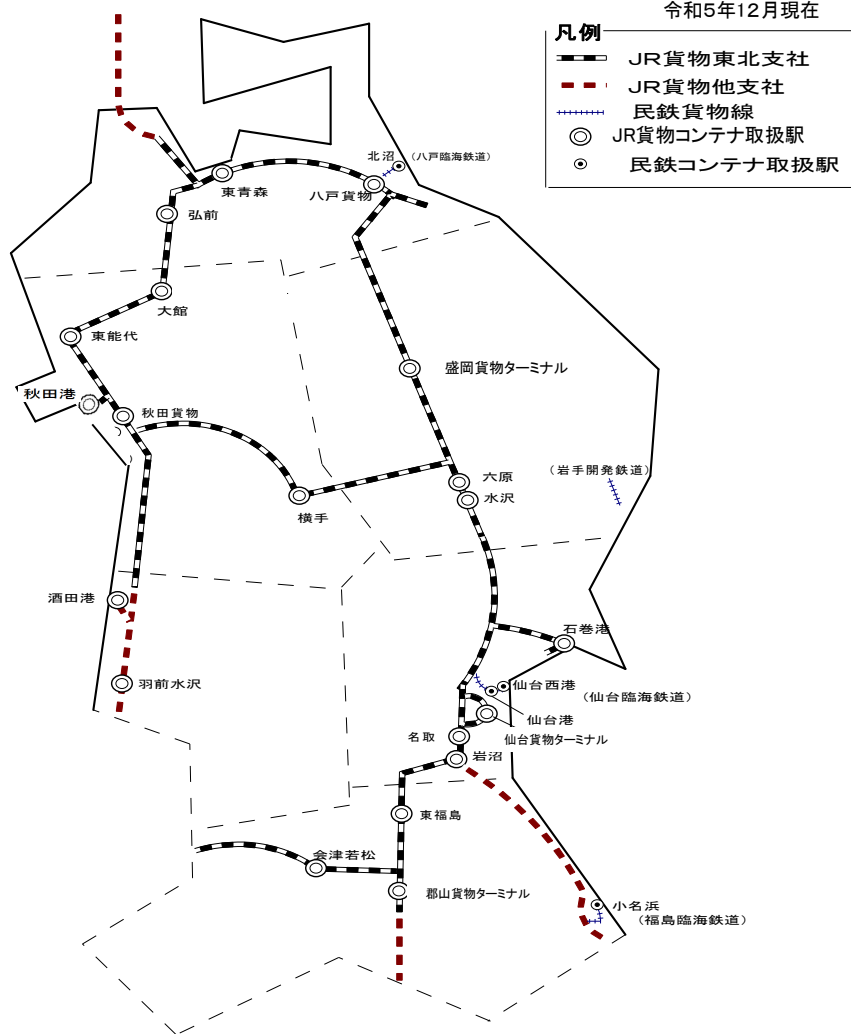 令和5年12月現在
凡例
JR貨物東北支社
JR貨物他支社
民鉄貨物線
JR貨物コンテナ取扱駅
民鉄コンテナ取扱駅
北沼 (八戸臨海鉄道)
東青森
八戸貨物
弘前
大館
東能代
盛岡貨物ターミナル
秋田港
秋田貨物
六原
(岩手開発鉄道)
水沢
横手
酒田港
石巻港
羽前水沢
仙台西港
(仙台臨海鉄道)
仙台港
名取
仙台貨物ターミナル
岩沼
東福島
会津若松
郡山貨物ターミナル
小名浜
(福島臨海鉄道)